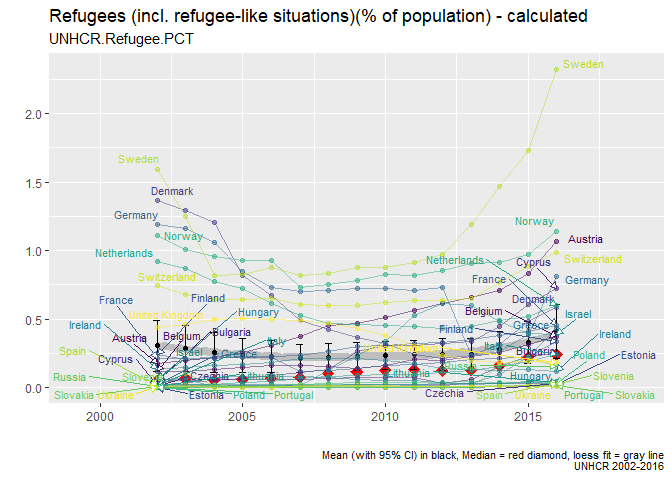 Refugees (incl. refugee-like situations)(% of population) - calculated
UNHCR.Refugee.PCT
Sweden
2.0
Sweden
1.5
Denmark
Germany
Norway
Norway
Austria
1.0
Netherlands
Netherlands
Switzerland
Cyprus
Switzerland
France
Germany
France
Finland
Denmark
0.5
United Kingdom
Hungary
Belgium
Israel
Ireland
Bulgaria
Finland
Greece
Austria
Belgium
Italy
Ireland
Spain
Israel
Greece
Bulgaria
Poland
Estonia
Cyprus
Russia
Czechia
Lithuania
Hungary
Slovenia
0.0
Slovakia
Ukraine
Estonia
Poland
Portugal
Czechia
Spain
Ukraine
Portugal
Slovakia
2000
2005
2010
2015
Mean (with 95% CI) in black, Median = red diamond, loess fit = gray line
UNHCR 2002-2016